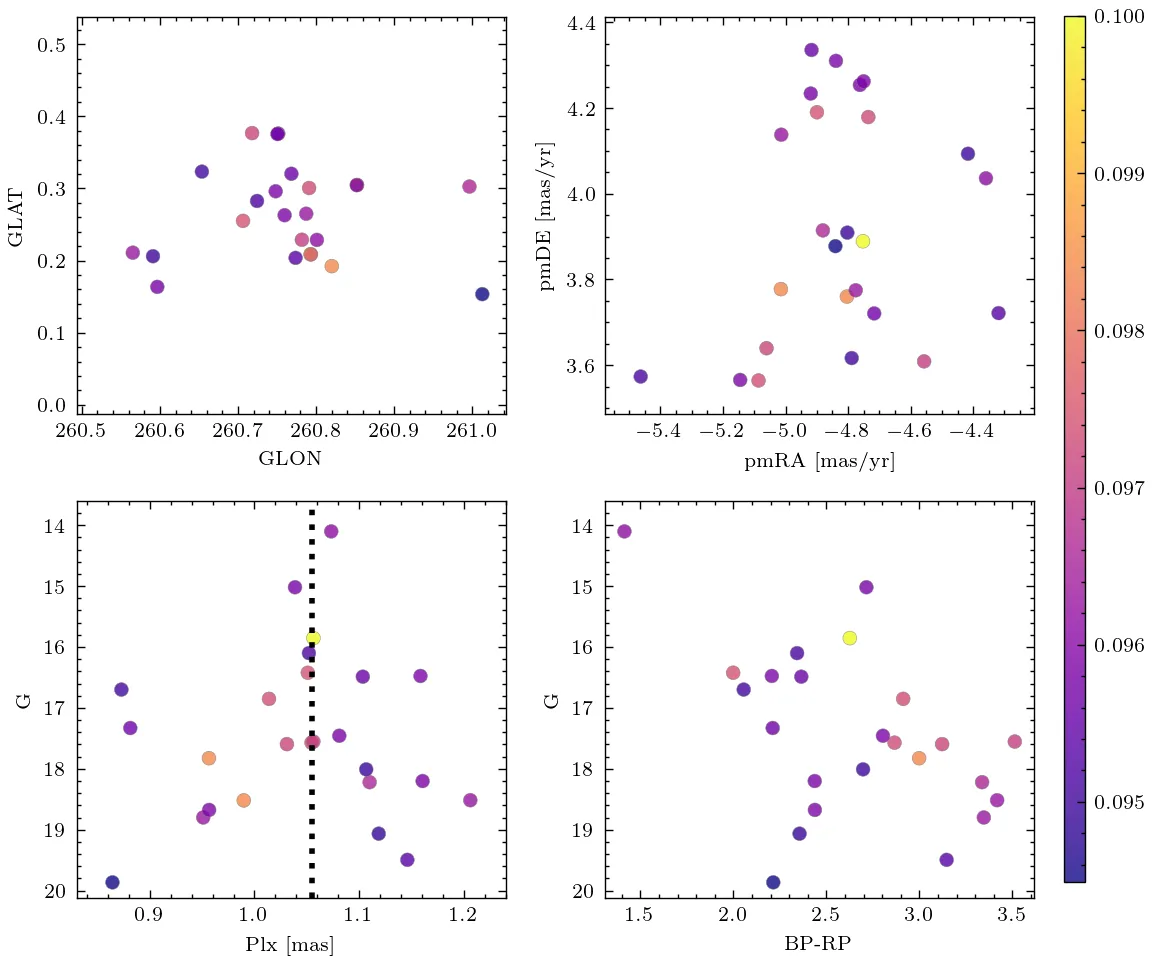 0.5
0.4
0.3
0.2
0.1
0.0
GLAT
260.5 260.6 260.7 260.8 260.9 261.0
GLON
4.4
4.2
4.0
3.8
3.6
pmDE [mas/yr]
−5.4 −5.2 −5.0 −4.8 −4.6 −4.4
pmRA [mas/yr]
0.100
0.099
0.098
0.097
0.096
0.095
14
15
16
17
18
19
20
G
0.9 1.0 1.1 1.2
Plx [mas]
14
15
16
17
18
19
20
G
1.5 2.0 2.5 3.0 3.5
BP-RP